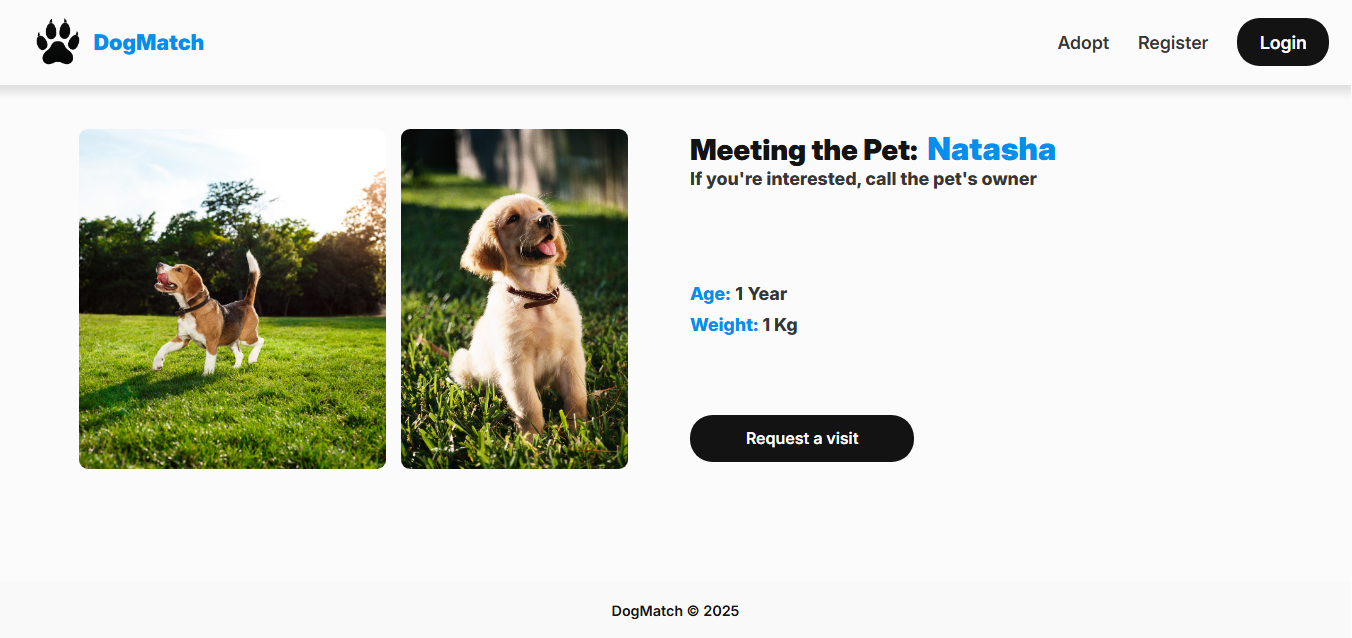 DogMatch
Adopt
Register
Login
Meeting the Pet: Natasha
If you're interested, call the pet's owner
Age: 1 Year
Weight: 1 Kg
Request a visit
DogMatch © 2025